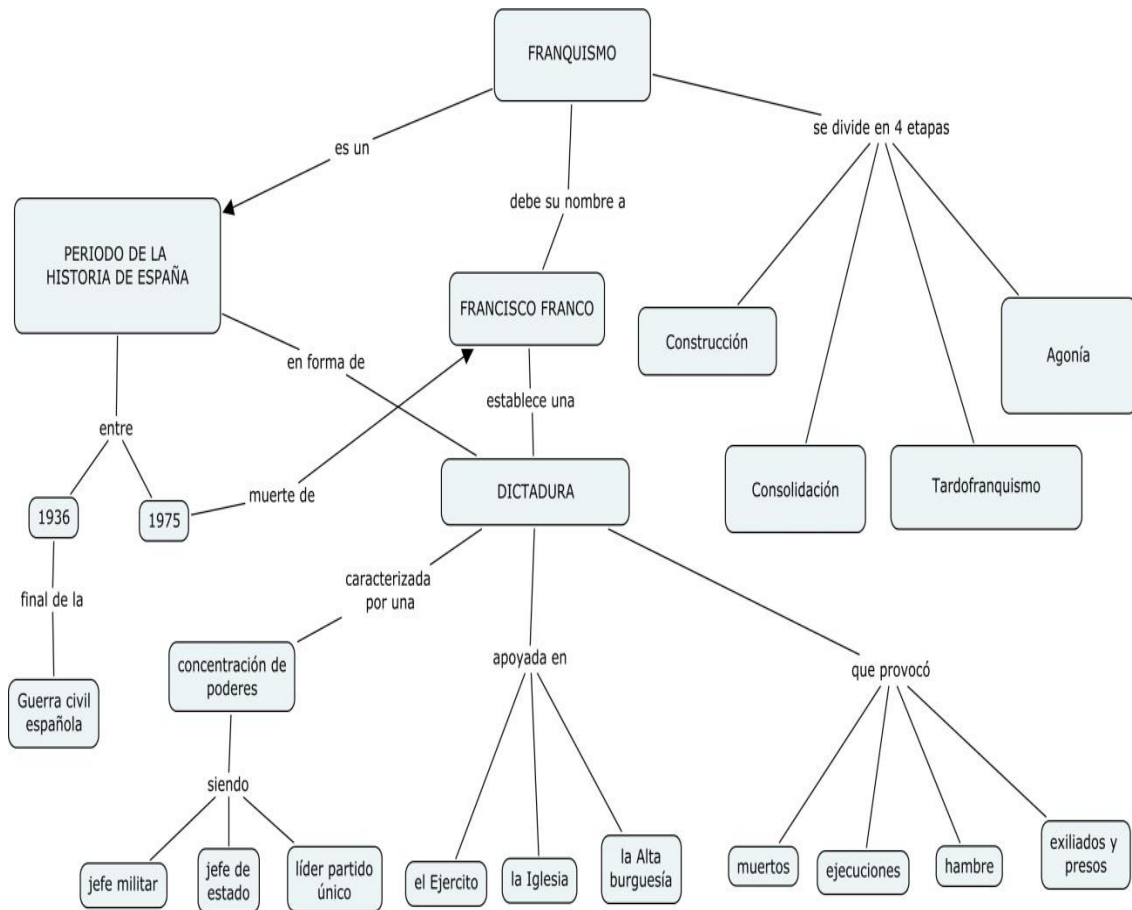 FRANQUISMO
se divide en 4 etapas
es un
debe su nombre a
PERIODO DE LA
HISTORIA DE ESPAÑA
FRANCISCO FRANCO
Construcción
Agonía
en forma de
establece una
entre
Consolidación
Tardofranquismo
DICTADURA
1936
1975
muerte de
caracterizada
por una
final de la
concentración de
poderes
apoyada en
que provocó
Guerra civil
española
siendo
jefe militar
jefe de
estado
líder partido
único
el Ejercito
la Iglesia
la Alta
burguesía
muertos
ejecuciones
hambre
exiliados y
presos